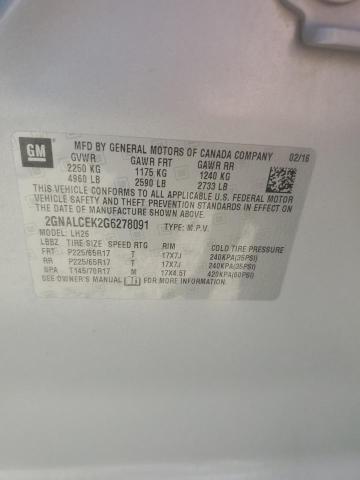 GM
MFD BY GENERAL MOTORS OF CANADA COMPANY 02/16
GVWR GAWR FRT GAWR RR
2250 KG 1175 KG 1240 KG
4960 LB 2590 LB 2733 LB
THIS VEHICLE CONFORMS TO ALL APPLICABLE U.S. FEDERAL MOTOR
VEHICLE SAFETY AND THEFT PREVENTION STANDARDS IN EFFECT ON THE DATE OF MANUFACTURE SHOWN ABOVE.
2GNALCEK2G6278091 TYPE: M.P.V.
MODEL: LH26
LBBZ TIRE SIZE SPEED RTG RIM COLD TIRE PRESSURE
FRT P225/65R17 T 17X7J 240KPA(35PSI)
RR P225/65R17 T 17X7J 240KPA(35PSI)
SPA T145/70R17 M 17X4.5T 420KPA(60PSI)
SEE OWNER'S MANUAL FOR MORE INFORMATION.